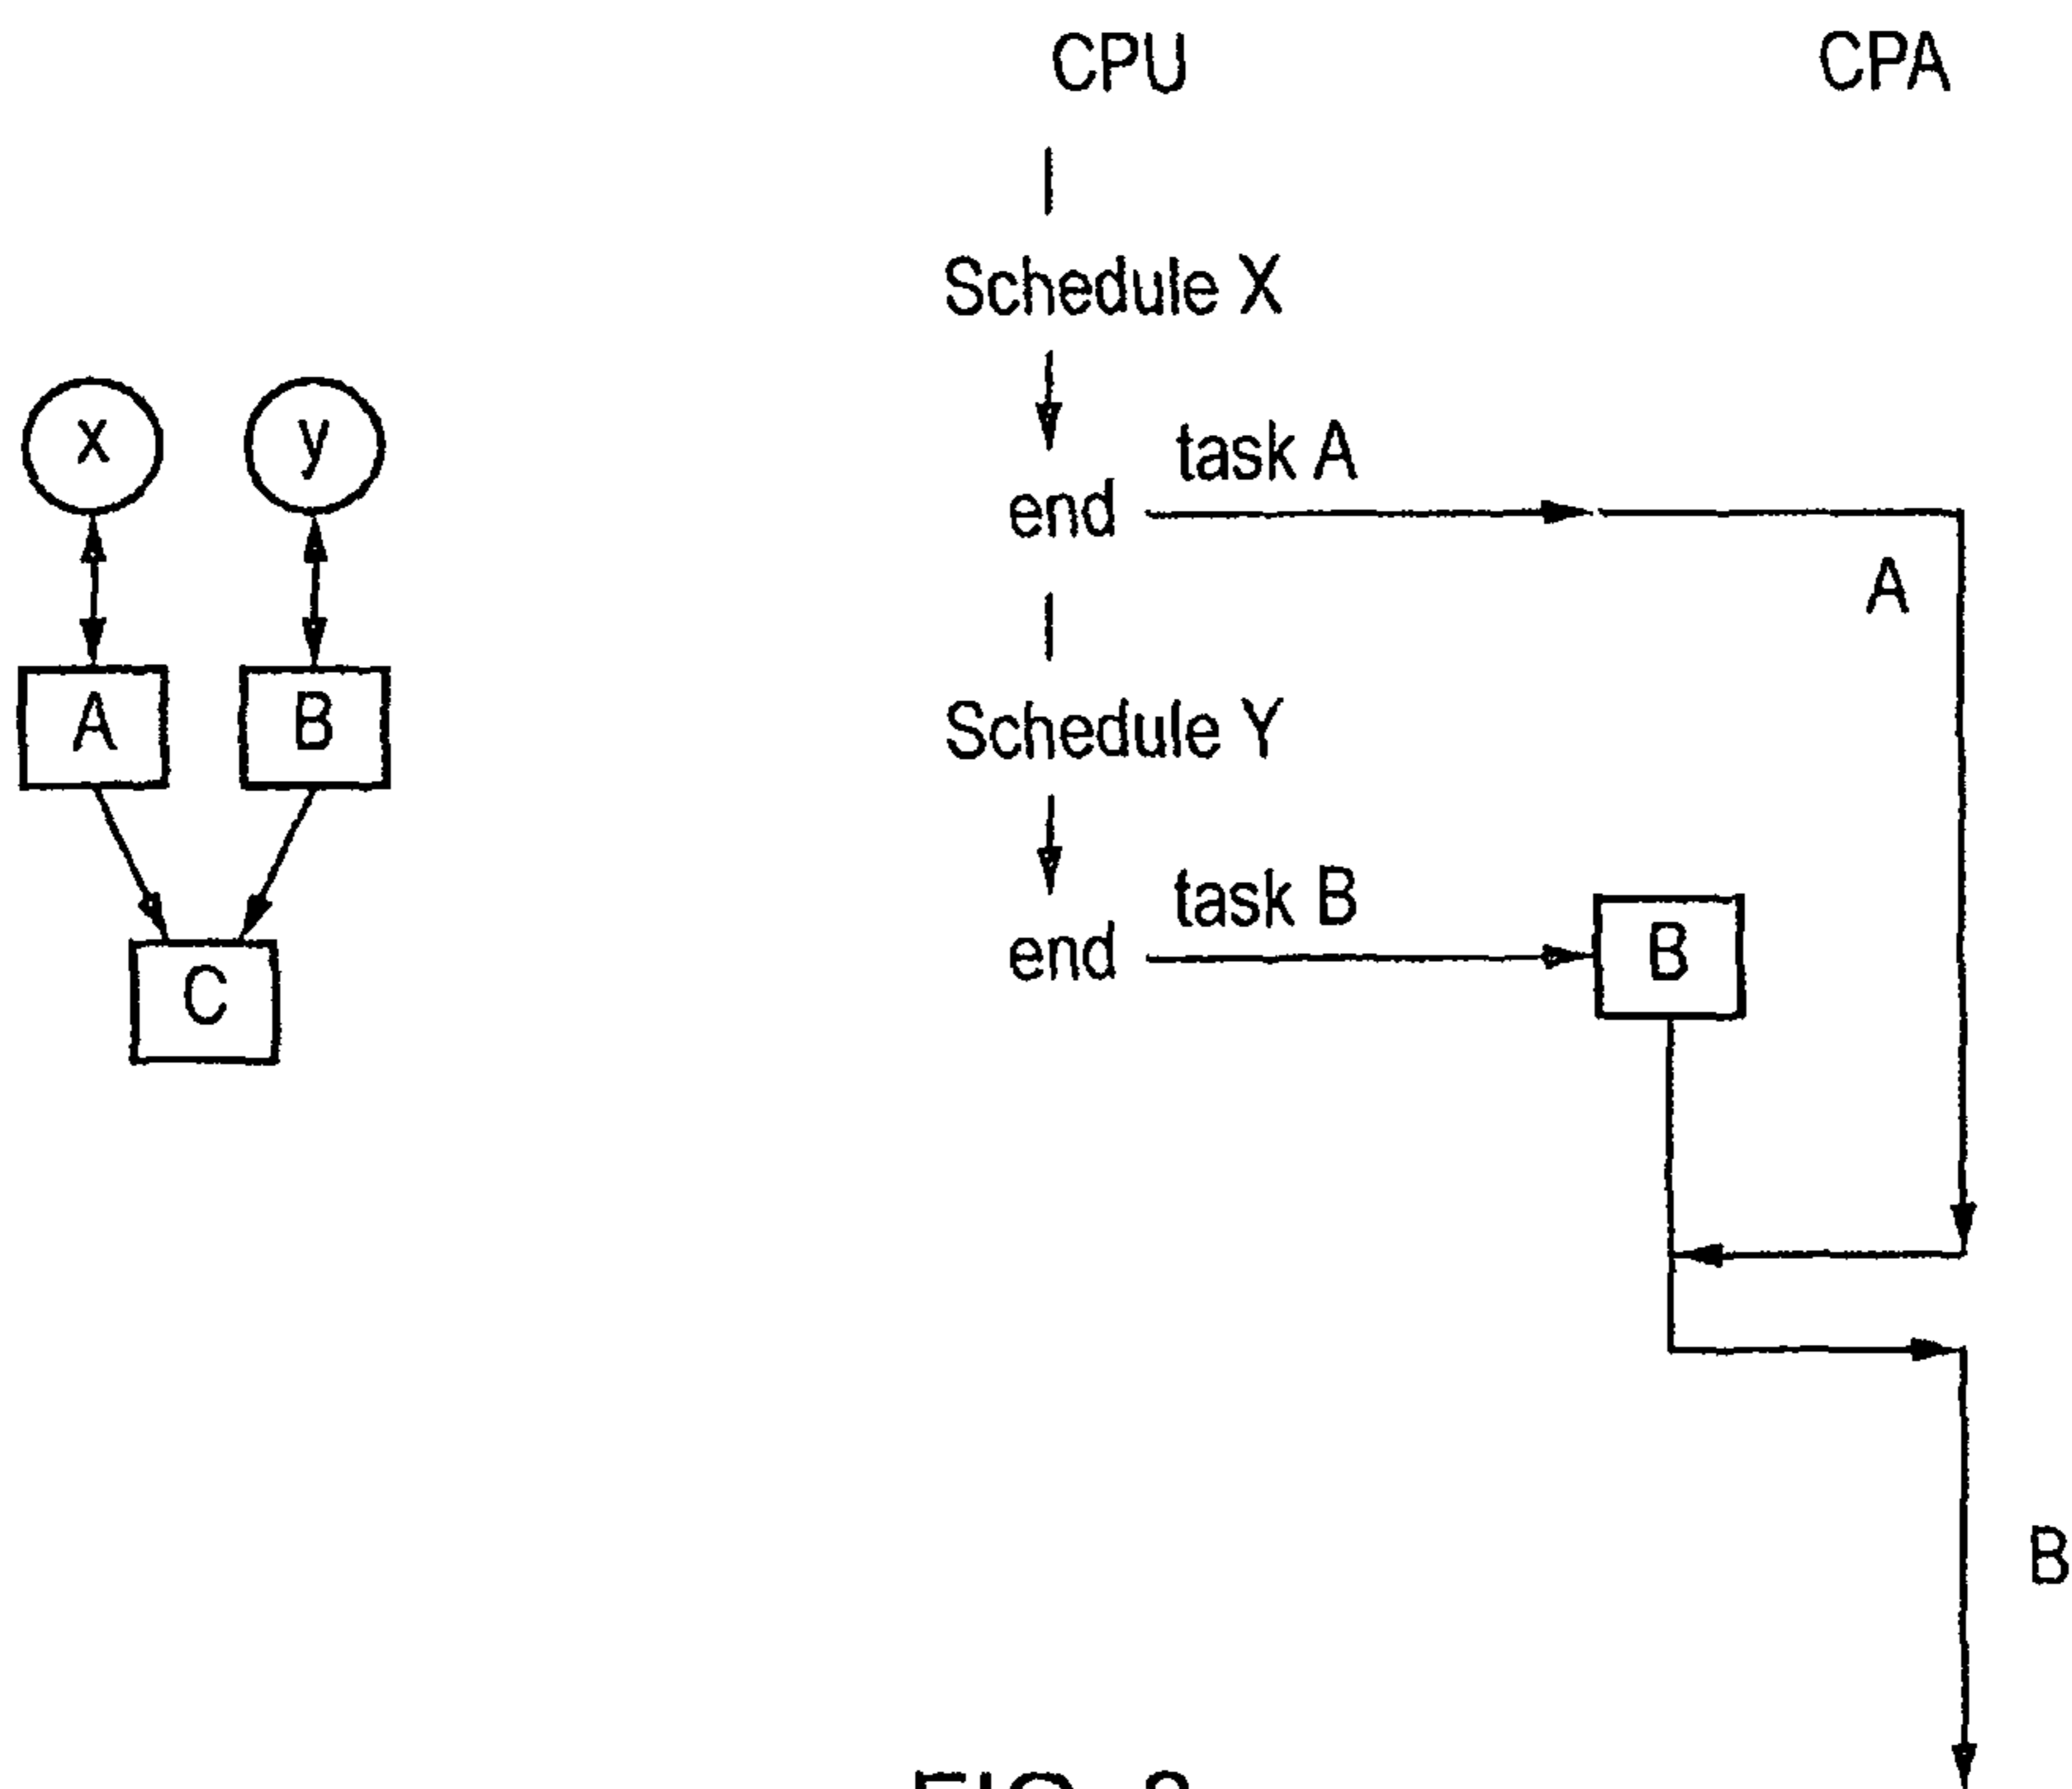 CPU CPA
Schedule X
x y
task A
end
A
A B
Schedule Y
task B
end
B
C
B